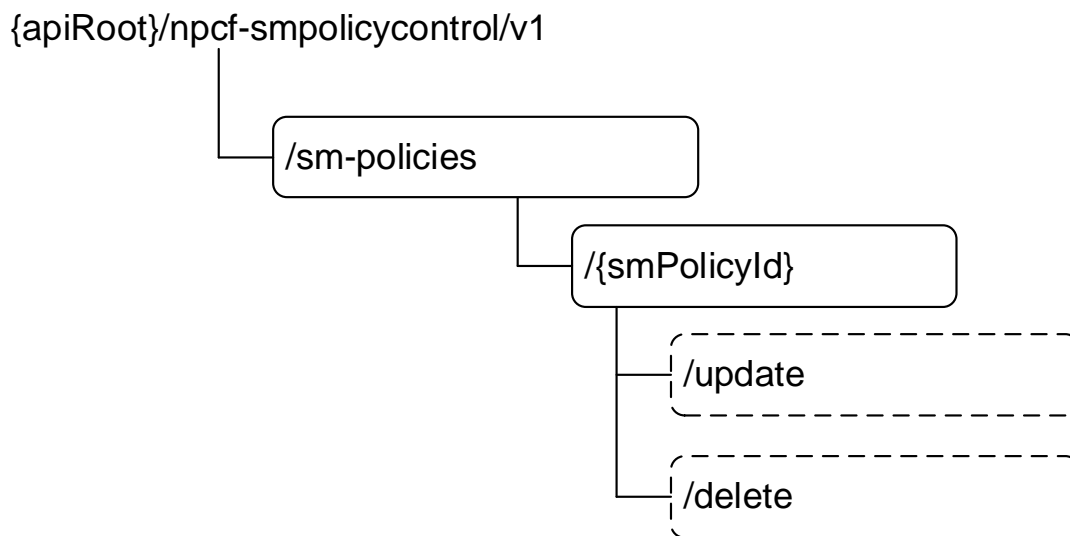 {apiRoot}/npcf-smpolicycontrol/v1
/sm-policies
/{smPolicyId}
/update
/delete